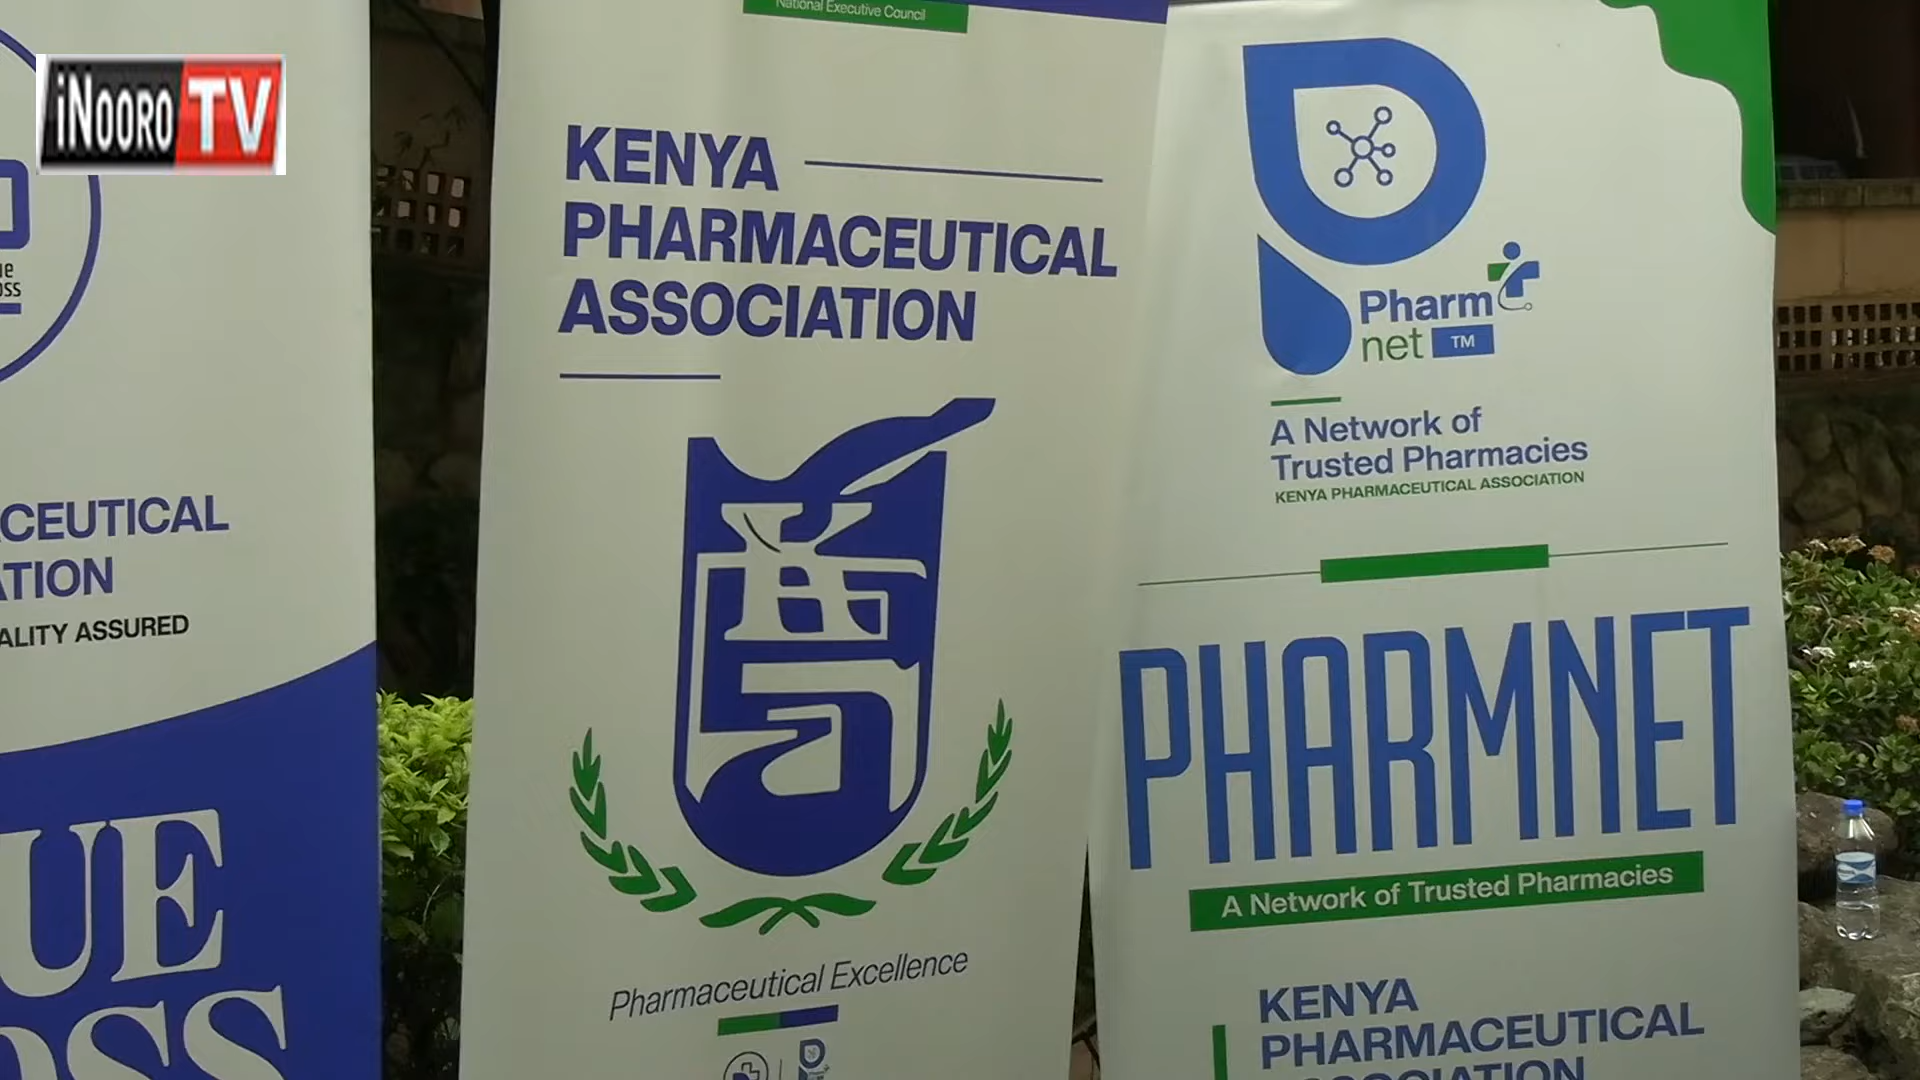 iNOORO TV
CEUTICAL
ALITY ASSURED
UE
National Executive Council
KENYA
PHARMACEUTICAL
ASSOCIATION
Pharmaceutical Excellence
Pharm
net TM
A Network of
Trusted Pharmacies
KENYA PHARMACEUTICAL ASSOCIATION
PHARMNET
A Network of Trusted Pharmacies
KENYA
PHARMACEUTICAL
ASSOCIATION